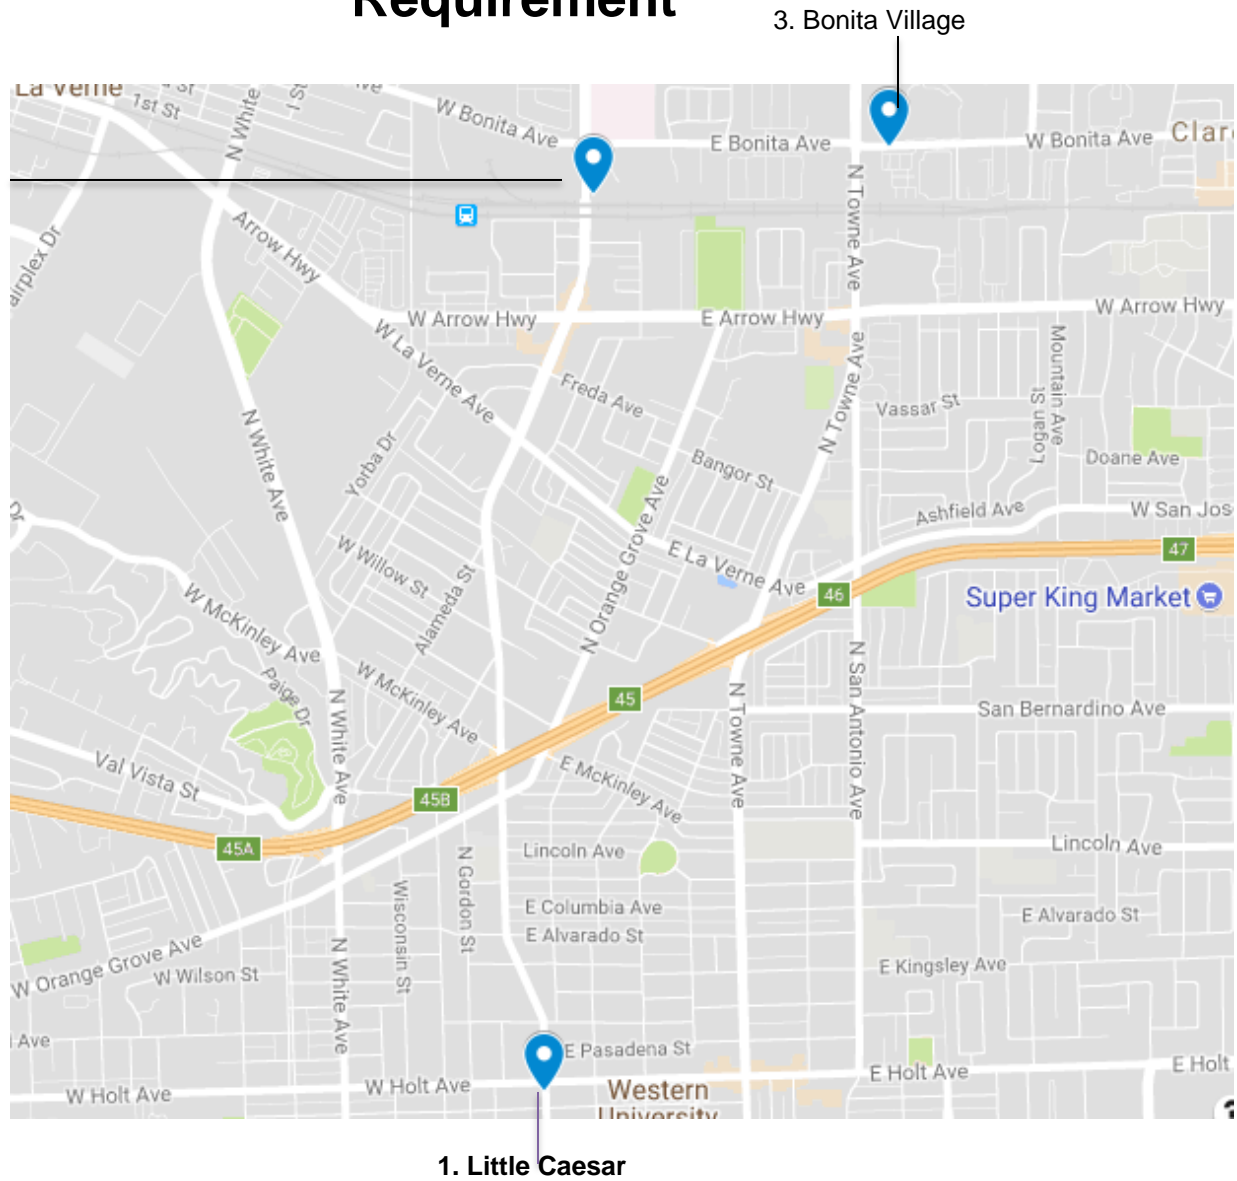 Requirement
3. Bonita Village
La Verne
1st St
N White
I St
W Bonita Ave
E Bonita Ave
W Bonita Ave
N Towne Ave
Arrow Hwy
W Arrow Hwy
E Arrow Hwy
W Arrow Hwy
W La Verne Ave
Freda Ave
N Towne Ave
Vassar St
Mountain Ave
Logan St
N White Ave
Yorba Dr
Bangor St
Doane Ave
Dr
Ashfield Ave
W San Jos
W Willow St
Alameda St
N Orange Grove Ave
E La Verne Ave
46
47
Super King Market
W McKinley Ave
Paige Dr
W McKinley Ave
N White Ave
45
N Towne Ave
N San Antonio Ave
San Bernardino Ave
Val Vista St
45B
E McKinley Ave
45A
Lincoln Ave
Lincoln Ave
N Gordon St
Wisconsin St
E Columbia Ave
E Alvarado St
E Alvarado St
W Orange Grove Ave
W Wilson St
N White Ave
E Kingsley Ave
Ave
E Pasadena St
W Holt Ave
W Holt Ave
E Holt Ave
E Holt
Western
University
1. Little Caesar